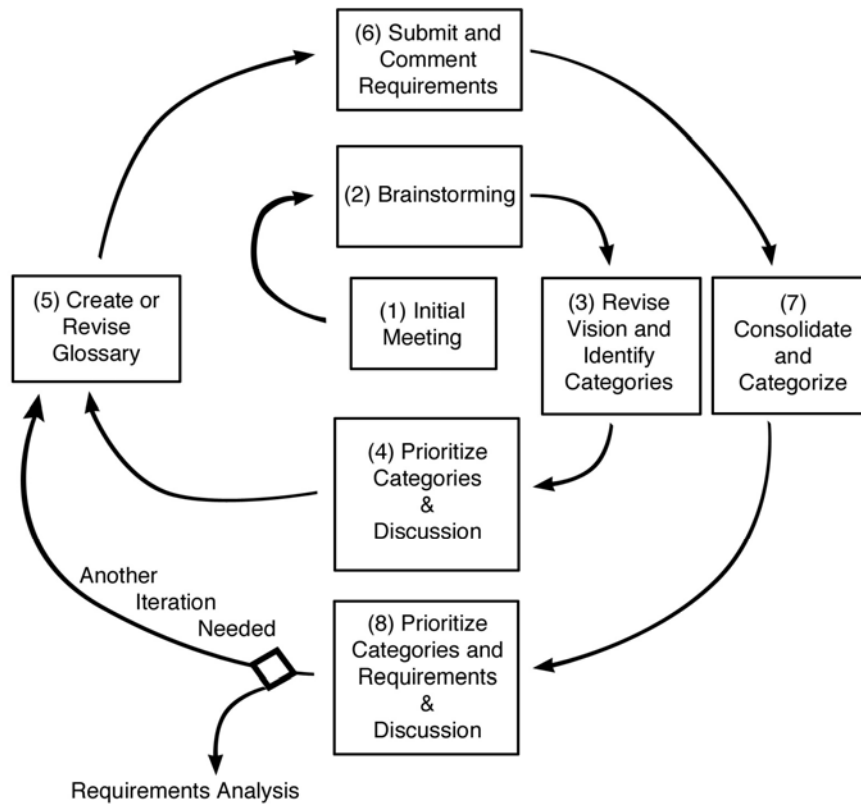 (6) Submit and
Comment
Requirements
(2) Brainstorming
(5) Create or
Revise
Glossary
(1) Initial
Meeting
(3) Revise
Vision and
Identify
Categories
(7)
Consolidate
and
Categorize
(4) Prioritize
Categories
&
Discussion
Another
Iteration
Needed
(8) Prioritize
Categories and
Requirements
&
Discussion
Requirements Analysis